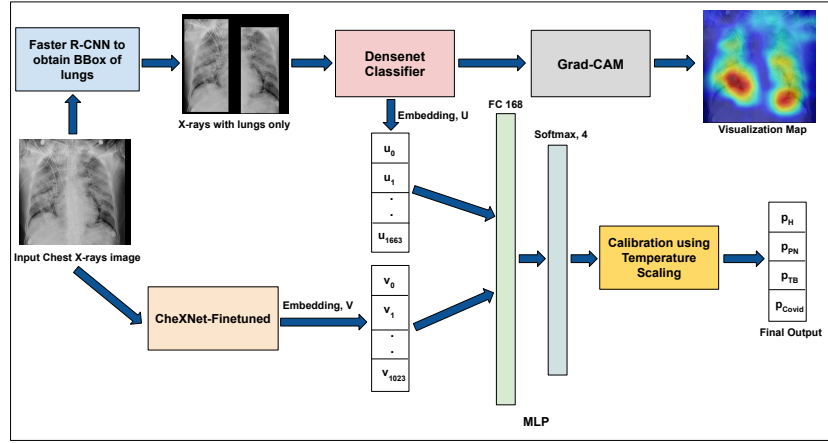 Faster R-CNN to
obtain BBox of
lungs
X-rays with lungs only
Densenet
Classifier
Grad-CAM
Visualization Map
Embedding, U
FC 168
Softmax, 4
u0
u1
.
.
u1663
Input Chest X-rays image
CheXNet-Finetuned
Embedding, V
v0
v1
.
.
v1023
MLP
Calibration using
Temperature
Scaling
pH
pPN
pTB
pCovid
Final Output